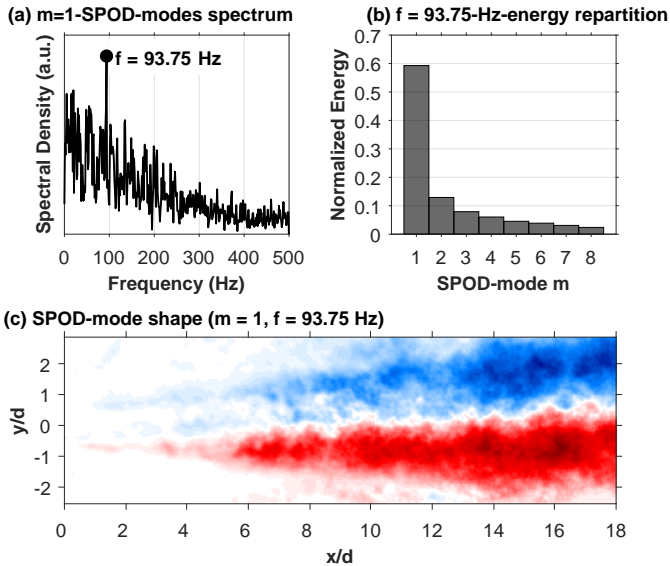 (a) m=1-SPOD-modes spectrum
f = 93.75 Hz
Spectral Density (a.u.)
0 100 200 300 400 500
Frequency (Hz)
(b) f = 93.75-Hz-energy repartition
0.7
0.6
0.5
0.4
0.3
0.2
0.1
0
Normalized Energy
1 2 3 4 5 6 7 8
SPOD-mode m
(c) SPOD-mode shape (m = 1, f = 93.75 Hz)
2
1
0
-1
-2
y/d
0 2 4 6 8 10 12 14 16 18
x/d